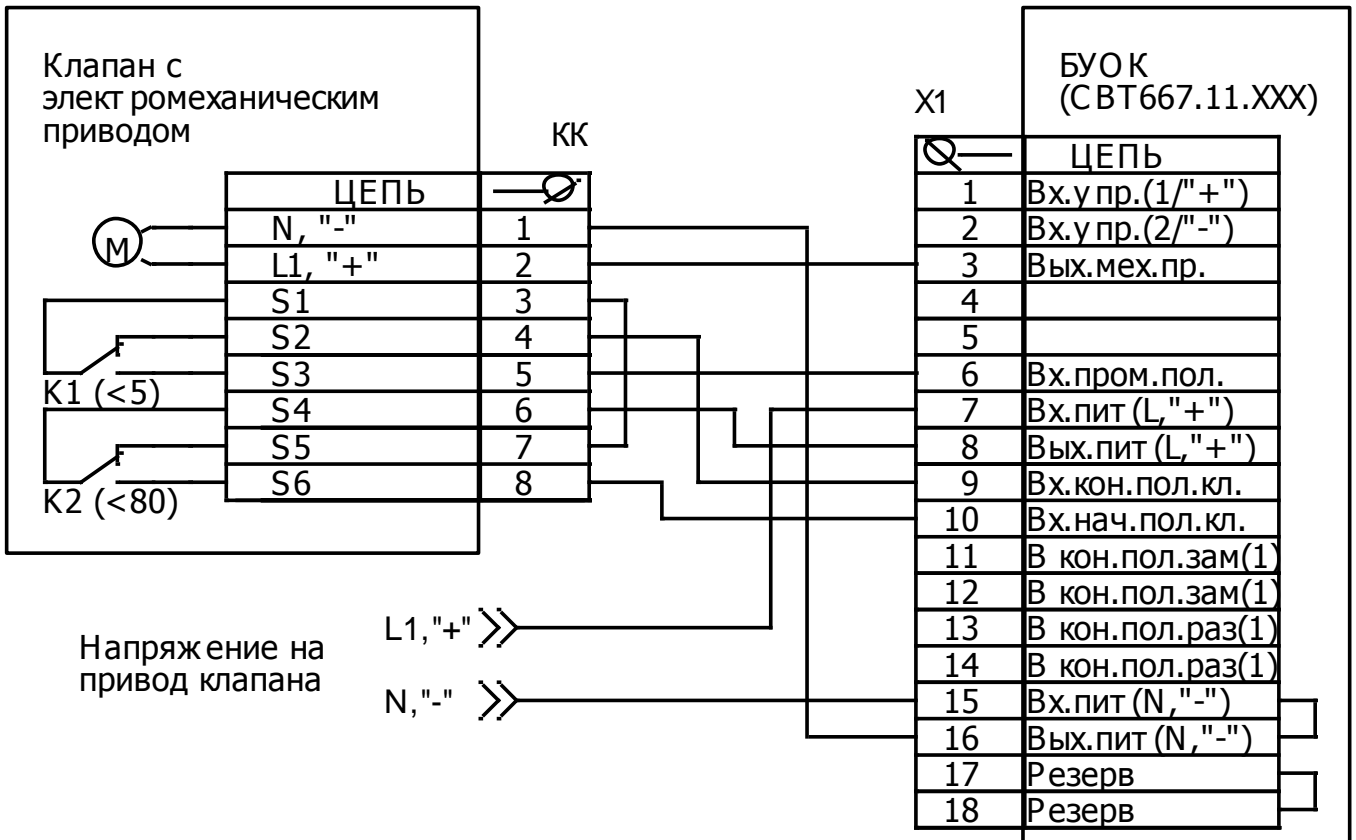 Клапан с
электромеханическим
приводом
КК
ЦЕПЬ
N, "-" 1
L1, "+" 2
S1 3
S2 4
S3 5
S4 6
S5 7
S6 8
M
K1 (<5)
K2 (<80)
Напряжение на
привод клапана
L1,"+"
N,"-"
X1
БУОК
(СВТ667.11.XXX)
ЦЕПЬ
1 Вх.упр.(1/"+")
2 Вх.упр.(2/"-")
3 Вых.мех.пр.
4
5
6 Вх.пром.пол.
7 Вх.пит(L,"+")
8 Вых.пит(L,"+")
9 Вх.кон.пол.кл.
10 Вх.нач.пол.кл.
11 В кон.пол.зам(1)
12 В кон.пол.зам(1)
13 В кон.пол.раз(1)
14 В кон.пол.раз(1)
15 Вх.пит(N,"-")
16 Вых.пит(N,"-")
17 Резерв
18 Резерв